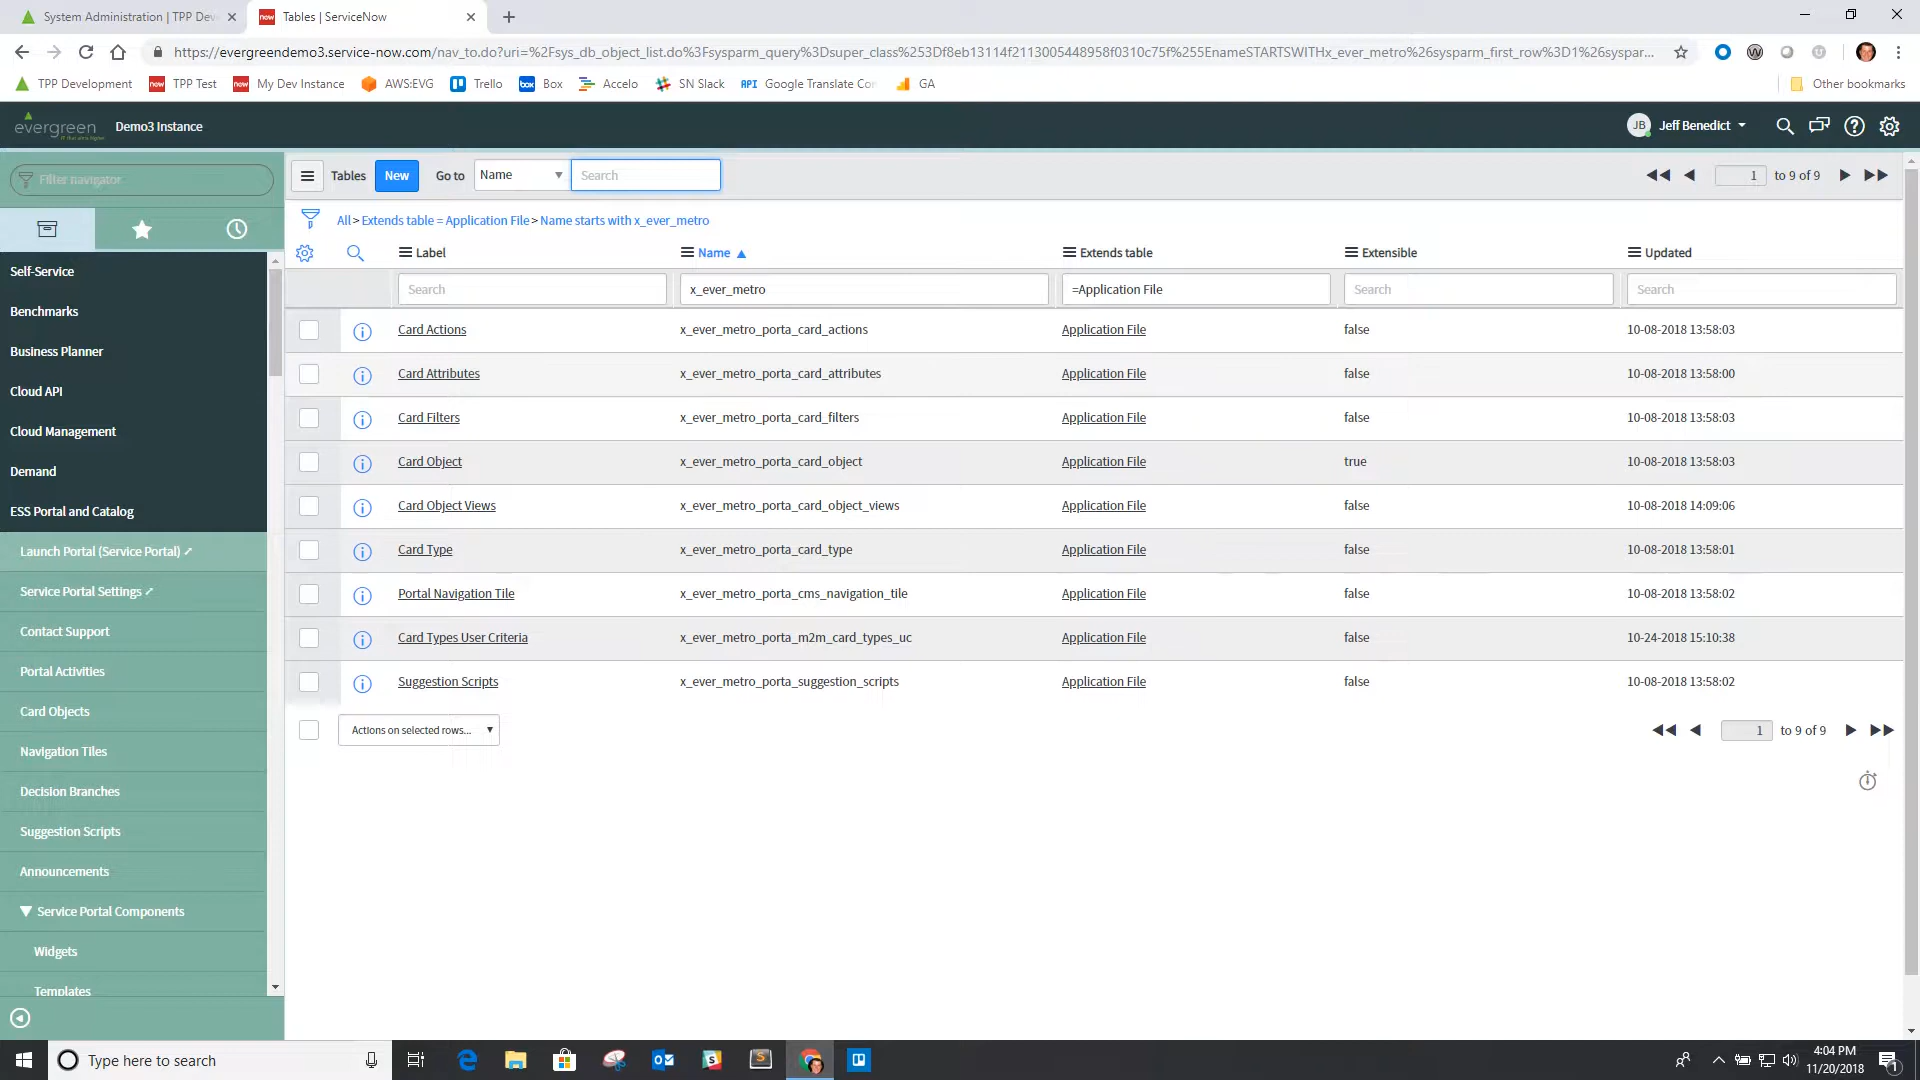 System Administration | TPP Dev
Tables | ServiceNow
https://evergreendemo3.service-now.com/nav_to.do?uri=%2Fsys_db_object_list.do%3Fsysparm_query%3Dsuper_class%253Df8eb13114f2113005448958f0310c75f%255EnameSTARTSWITHx_ever_metro%26sysparm_first_row%3D1%26syspar...
TPP Development
now TPP Test
now My Dev Instance
AWS:EVG
Trello
box Box
Accelo
SN Slack
API Google Translate Con
GA
Other bookmarks
evergreen
Demo3 Instance
JB Jeff Benedict
Filter navigator
Tables New Go to Name Search
1 to 9 of 9
All > Extends table = Application File > Name starts with x_ever_metro
Label Name Extends table Extensible Updated
Search x_ever_metro =Application File Search Search
Card Actions x_ever_metro_porta_card_actions Application File false 10-08-2018 13:58:03
Card Attributes x_ever_metro_porta_card_attributes Application File false 10-08-2018 13:58:00
Card Filters x_ever_metro_porta_card_filters Application File false 10-08-2018 13:58:03
Card Object x_ever_metro_porta_card_object Application File true 10-08-2018 13:58:03
Card Object Views x_ever_metro_porta_card_object_views Application File false 10-08-2018 14:09:06
Card Type x_ever_metro_porta_card_type Application File false 10-08-2018 13:58:01
Portal Navigation Tile x_ever_metro_porta_cms_navigation_tile Application File false 10-08-2018 13:58:02
Card Types User Criteria x_ever_metro_porta_m2m_card_types_uc Application File false 10-24-2018 15:10:38
Suggestion Scripts x_ever_metro_porta_suggestion_scripts Application File false 10-08-2018 13:58:02
Actions on selected rows...
1 to 9 of 9
Self-Service
Benchmarks
Business Planner
Cloud API
Cloud Management
Demand
ESS Portal and Catalog
Launch Portal (Service Portal)
Service Portal Settings
Contact Support
Portal Activities
Card Objects
Navigation Tiles
Decision Branches
Suggestion Scripts
Announcements
Service Portal Components
Widgets
Templates
Type here to search
4:04 PM
11/20/2018
1